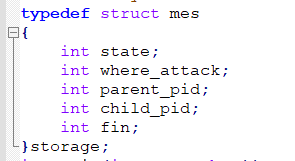 typedef struct mes
{
    int state;
    int where_attack;
    int parent_pid;
    int child_pid;
    int fin;
}storage;